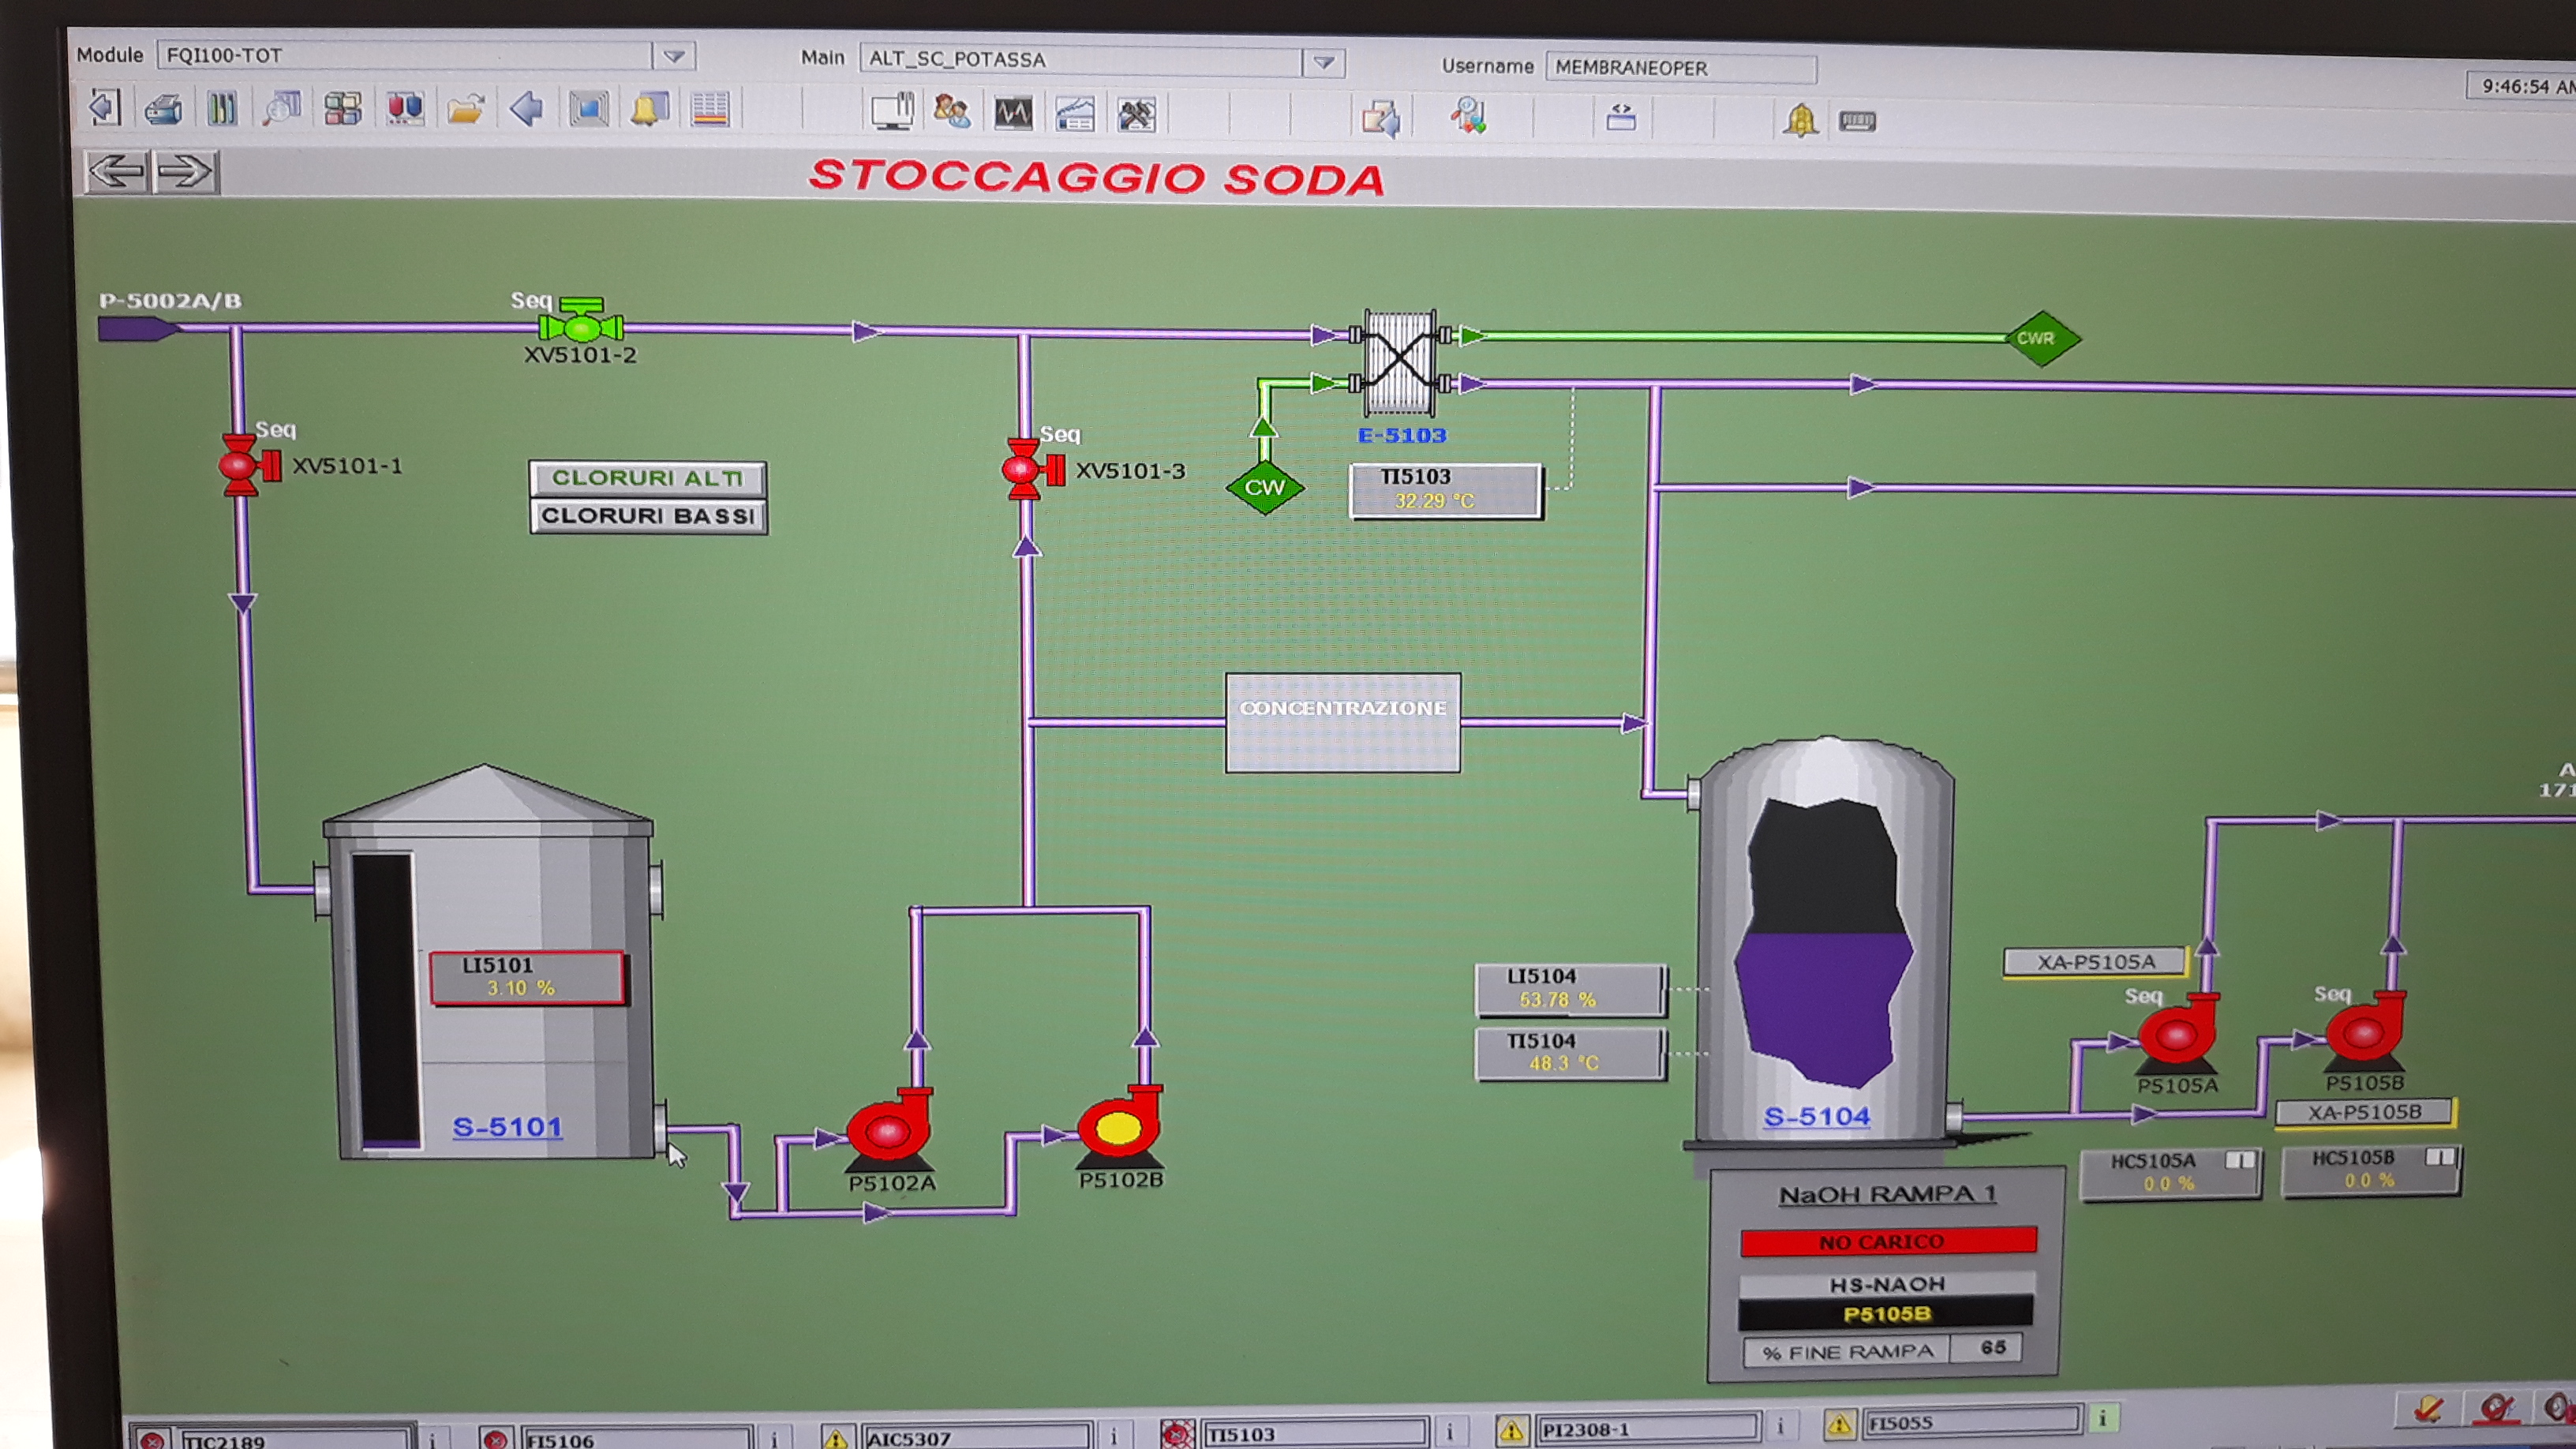 Module FQI100-TOT Main ALT_SC_POTASSA Username MEMBRANEOPER 9:46:54 AM
STOCCAGGIO SODA
P-5002A/B
Seq
XV5101-2
CWR
Seq
XV5101-1
Seq
XV5101-3
E-5103
CLORURI ALTI
CLORURI BASSI
CW
TI5103
32.29 °C
CONCENTRAZIONE
171
LI5101
3.10 %
S-5101
P5102A
P5102B
LI5104
53.78 %
TI5104
48.3 °C
S-5104
XA-P5105A
Seq
P5105A
Seq
P5105B
XA-P5105B
HC5105A
0.0 %
HC5105B
0.0 %
NaOH RAMPA 1
NO CARICO
HS-NAOH
P5105B
% FINE RAMPA 65
TIC2189 i FI5106 i AIC5307 i TI5103 i PI2308-1 i FI5055 i